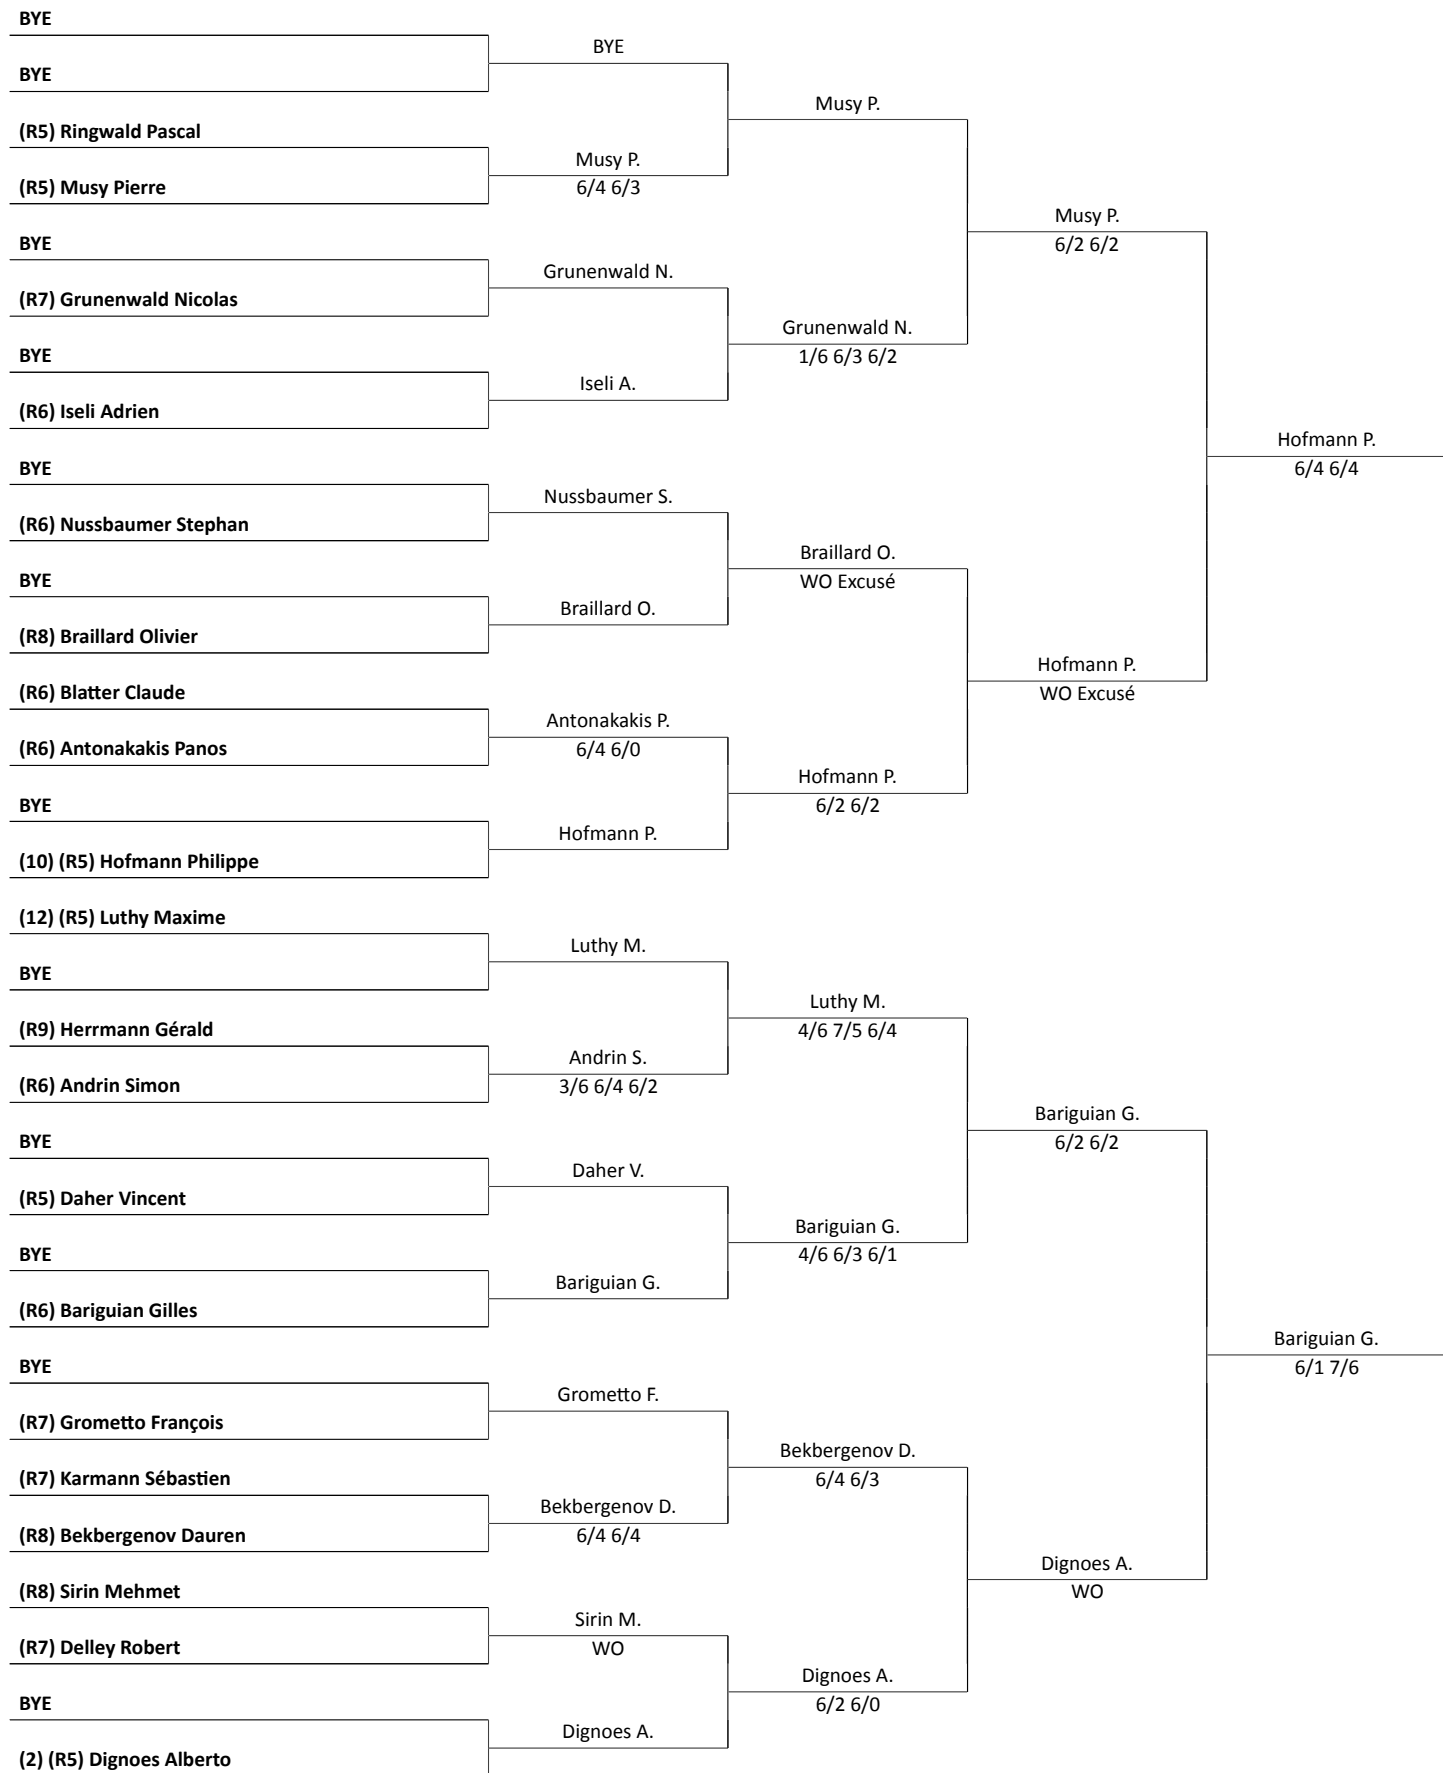 BYE
BYE
BYE
(R5) Ringwald Pascal
Musy P.
Musy P.
6/4 6/3
(R5) Musy Pierre
BYE
Musy P.
6/2 6/2
Grunenwald N.
(R7) Grunenwald Nicolas
Grunenwald N.
1/6 6/3 6/2
BYE
Iseli A.
(R6) Iseli Adrien
Hofmann P.
6/4 6/4
BYE
Nussbaumer S.
(R6) Nussbaumer Stephan
Braillard O.
WO Excusé
BYE
Braillard O.
(R8) Braillard Olivier
Hofmann P.
WO Excusé
(R6) Blatter Claude
Antonakakis P.
6/4 6/0
(R6) Antonakakis Panos
Hofmann P.
6/2 6/2
BYE
Hofmann P.
(10) (R5) Hofmann Philippe
(12) (R5) Luthy Maxime
Luthy M.
BYE
Luthy M.
4/6 7/5 6/4
(R9) Herrmann Gérald
Andrin S.
3/6 6/4 6/2
(R6) Andrin Simon
Bariguian G.
6/2 6/2
BYE
Daher V.
(R5) Daher Vincent
Bariguian G.
4/6 6/3 6/1
BYE
Bariguian G.
(R6) Bariguian Gilles
Bariguian G.
6/1 7/6
BYE
Grometto F.
(R7) Grometto François
Bekbergenov D.
6/4 6/3
(R7) Karmann Sébastien
Bekbergenov D.
6/4 6/4
(R8) Bekbergenov Dauren
Dignoes A.
WO
(R8) Sirin Mehmet
Sirin M.
WO
(R7) Delley Robert
Dignoes A.
6/2 6/0
BYE
Dignoes A.
(2) (R5) Dignoes Alberto